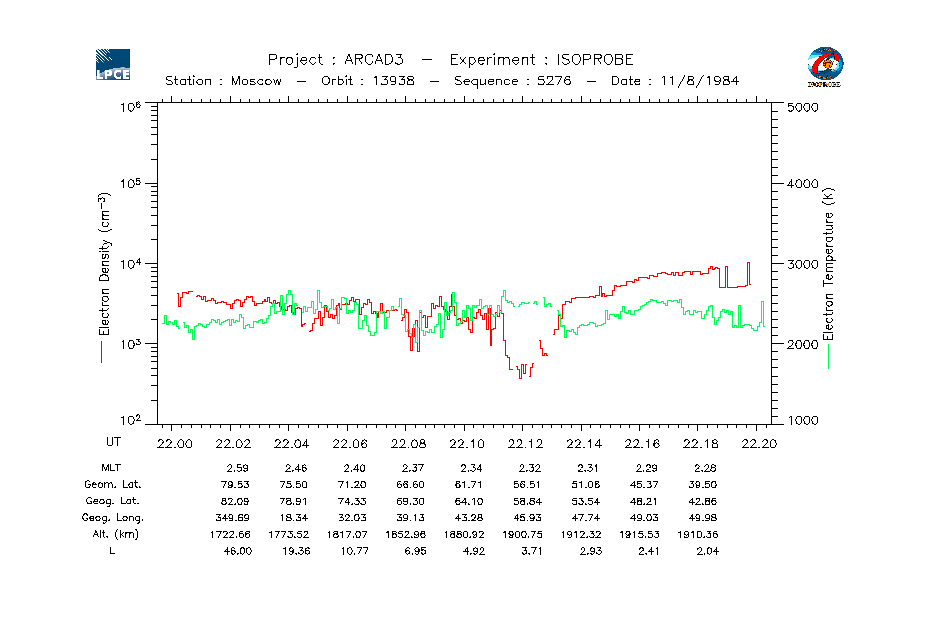 LPCE
Project : ARCAD3 — Experiment : ISOPROBE
Station : Moscow — Orbit : 13938 — Sequence : 5276 — Date : 11/8/1984
ISOPROBE
10⁶
10⁵
10⁴
10³
10²
— Electron Density (cm⁻³)
5000
4000
3000
2000
1000
— Electron Temperature (K)
UT 22.00 22.02 22.04 22.06 22.08 22.10 22.12 22.14 22.16 22.18 22.20
MLT 2.59 2.46 2.40 2.37 2.34 2.32 2.31 2.29 2.28
Geom. Lat. 79.53 75.50 71.20 66.60 61.71 56.51 51.08 45.37 39.50
Geog. Lat. 82.09 78.91 74.33 69.30 64.10 58.84 53.54 48.21 42.86
Geog. Long. 349.69 18.34 32.03 39.13 43.28 45.93 47.74 49.03 49.98
Alt. (km) 1722.66 1773.52 1817.07 1852.96 1880.92 1900.75 1912.32 1915.53 1910.36
L 46.00 19.36 10.77 6.95 4.92 3.71 2.93 2.41 2.04